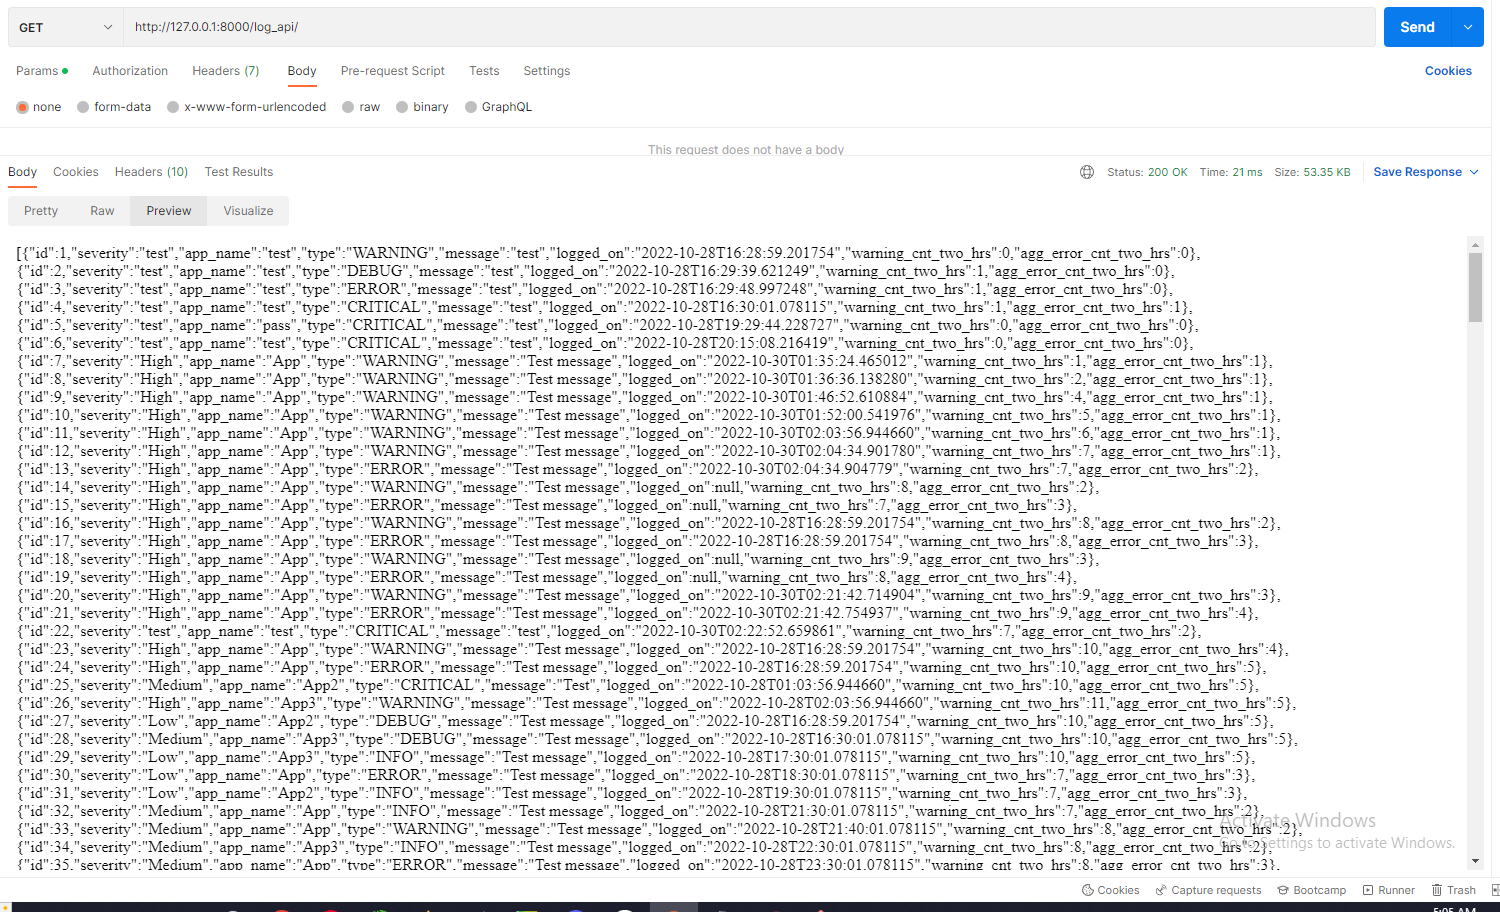 GET http://127.0.0.1:8000/log_api/ Send
Params Authorization Headers (7) Body Pre-request Script Tests Settings Cookies
none form-data x-www-form-urlencoded raw binary GraphQL
This request does not have a body
Body Cookies Headers (10) Test Results Status: 200 OK Time: 21 ms Size: 53.35 KB Save Response
Pretty Raw Preview Visualize
[{"id":1,"severity":"test","app_name":"test","type":"WARNING","message":"test","logged_on":"2022-10-28T16:28:59.201754","warning_cnt_two_hrs":0,"agg_error_cnt_two_hrs":0},
{"id":2,"severity":"test","app_name":"test","type":"DEBUG","message":"test","logged_on":"2022-10-28T16:29:39.621249","warning_cnt_two_hrs":1,"agg_error_cnt_two_hrs":0},
{"id":3,"severity":"test","app_name":"test","type":"ERROR","message":"test","logged_on":"2022-10-28T16:29:48.997248","warning_cnt_two_hrs":1,"agg_error_cnt_two_hrs":0},
{"id":4,"severity":"test","app_name":"test","type":"CRITICAL","message":"test","logged_on":"2022-10-28T16:30:01.078115","warning_cnt_two_hrs":1,"agg_error_cnt_two_hrs":1},
{"id":5,"severity":"test","app_name":"pass","type":"CRITICAL","message":"test","logged_on":"2022-10-28T19:29:44.228727","warning_cnt_two_hrs":0,"agg_error_cnt_two_hrs":0},
{"id":6,"severity":"test","app_name":"test","type":"CRITICAL","message":"test","logged_on":"2022-10-28T20:15:08.216419","warning_cnt_two_hrs":0,"agg_error_cnt_two_hrs":0},
{"id":7,"severity":"High","app_name":"App","type":"WARNING","message":"Test message","logged_on":"2022-10-30T01:35:24.465012","warning_cnt_two_hrs":1,"agg_error_cnt_two_hrs":1},
{"id":8,"severity":"High","app_name":"App","type":"WARNING","message":"Test message","logged_on":"2022-10-30T01:36:36.138280","warning_cnt_two_hrs":2,"agg_error_cnt_two_hrs":1},
{"id":9,"severity":"High","app_name":"App","type":"WARNING","message":"Test message","logged_on":"2022-10-30T01:46:52.610884","warning_cnt_two_hrs":4,"agg_error_cnt_two_hrs":1},
{"id":10,"severity":"High","app_name":"App","type":"WARNING","message":"Test message","logged_on":"2022-10-30T01:52:00.541976","warning_cnt_two_hrs":5,"agg_error_cnt_two_hrs":1},
{"id":11,"severity":"High","app_name":"App","type":"WARNING","message":"Test message","logged_on":"2022-10-30T02:03:56.944660","warning_cnt_two_hrs":6,"agg_error_cnt_two_hrs":1},
{"id":12,"severity":"High","app_name":"App","type":"WARNING","message":"Test message","logged_on":"2022-10-30T02:04:34.901780","warning_cnt_two_hrs":7,"agg_error_cnt_two_hrs":1},
{"id":13,"severity":"High","app_name":"App","type":"ERROR","message":"Test message","logged_on":"2022-10-30T02:04:34.904779","warning_cnt_two_hrs":7,"agg_error_cnt_two_hrs":2},
{"id":14,"severity":"High","app_name":"App","type":"WARNING","message":"Test message","logged_on":null,"warning_cnt_two_hrs":8,"agg_error_cnt_two_hrs":2},
{"id":15,"severity":"High","app_name":"App","type":"ERROR","message":"Test message","logged_on":null,"warning_cnt_two_hrs":7,"agg_error_cnt_two_hrs":3},
{"id":16,"severity":"High","app_name":"App","type":"WARNING","message":"Test message","logged_on":"2022-10-28T16:28:59.201754","warning_cnt_two_hrs":8,"agg_error_cnt_two_hrs":2},
{"id":17,"severity":"High","app_name":"App","type":"ERROR","message":"Test message","logged_on":"2022-10-28T16:28:59.201754","warning_cnt_two_hrs":8,"agg_error_cnt_two_hrs":3},
{"id":18,"severity":"High","app_name":"App","type":"WARNING","message":"Test message","logged_on":null,"warning_cnt_two_hrs":9,"agg_error_cnt_two_hrs":3},
{"id":19,"severity":"High","app_name":"App","type":"ERROR","message":"Test message","logged_on":null,"warning_cnt_two_hrs":8,"agg_error_cnt_two_hrs":4},
{"id":20,"severity":"High","app_name":"App","type":"WARNING","message":"Test message","logged_on":"2022-10-30T02:21:42.714904","warning_cnt_two_hrs":9,"agg_error_cnt_two_hrs":3},
{"id":21,"severity":"High","app_name":"App","type":"ERROR","message":"Test message","logged_on":"2022-10-30T02:21:42.754937","warning_cnt_two_hrs":9,"agg_error_cnt_two_hrs":4},
{"id":22,"severity":"test","app_name":"test","type":"CRITICAL","message":"test","logged_on":"2022-10-30T02:22:52.659861","warning_cnt_two_hrs":7,"agg_error_cnt_two_hrs":2},
{"id":23,"severity":"High","app_name":"App","type":"WARNING","message":"Test message","logged_on":"2022-10-28T16:28:59.201754","warning_cnt_two_hrs":10,"agg_error_cnt_two_hrs":4},
{"id":24,"severity":"High","app_name":"App","type":"ERROR","message":"Test message","logged_on":"2022-10-28T16:28:59.201754","warning_cnt_two_hrs":10,"agg_error_cnt_two_hrs":5},
{"id":25,"severity":"Medium","app_name":"App2","type":"CRITICAL","message":"Test","logged_on":"2022-10-28T01:03:56.944660","warning_cnt_two_hrs":10,"agg_error_cnt_two_hrs":5},
{"id":26,"severity":"High","app_name":"App3","type":"WARNING","message":"Test message","logged_on":"2022-10-28T02:03:56.944660","warning_cnt_two_hrs":11,"agg_error_cnt_two_hrs":5},
{"id":27,"severity":"Low","app_name":"App2","type":"DEBUG","message":"Test message","logged_on":"2022-10-28T16:28:59.201754","warning_cnt_two_hrs":10,"agg_error_cnt_two_hrs":5},
{"id":28,"severity":"Medium","app_name":"App3","type":"DEBUG","message":"Test message","logged_on":"2022-10-28T16:30:01.078115","warning_cnt_two_hrs":10,"agg_error_cnt_two_hrs":5},
{"id":29,"severity":"Low","app_name":"App3","type":"INFO","message":"Test message","logged_on":"2022-10-28T17:30:01.078115","warning_cnt_two_hrs":10,"agg_error_cnt_two_hrs":5},
{"id":30,"severity":"Low","app_name":"App","type":"ERROR","message":"Test message","logged_on":"2022-10-28T18:30:01.078115","warning_cnt_two_hrs":7,"agg_error_cnt_two_hrs":3},
{"id":31,"severity":"Low","app_name":"App2","type":"INFO","message":"Test message","logged_on":"2022-10-28T19:30:01.078115","warning_cnt_two_hrs":7,"agg_error_cnt_two_hrs":3},
{"id":32,"severity":"Medium","app_name":"App","type":"INFO","message":"Test message","logged_on":"2022-10-28T21:30:01.078115","warning_cnt_two_hrs":7,"agg_error_cnt_two_hrs":2},
{"id":33,"severity":"Medium","app_name":"App","type":"WARNING","message":"Test message","logged_on":"2022-10-28T21:40:01.078115","warning_cnt_two_hrs":8,"agg_error_cnt_two_hrs":2},
{"id":34,"severity":"Medium","app_name":"App3","type":"INFO","message":"Test message","logged_on":"2022-10-28T22:30:01.078115","warning_cnt_two_hrs":8,"agg_error_cnt_two_hrs":2},
{"id":35,"severity":"Medium","app_name":"App","type":"ERROR","message":"Test message","logged_on":"2022-10-28T23:30:01.078115","warning_cnt_two_hrs":8,"agg_error_cnt_two_hrs":3},
Activate Windows
Go to Settings to activate Windows.
Cookies Capture requests Bootcamp Runner Trash
5:05 AM